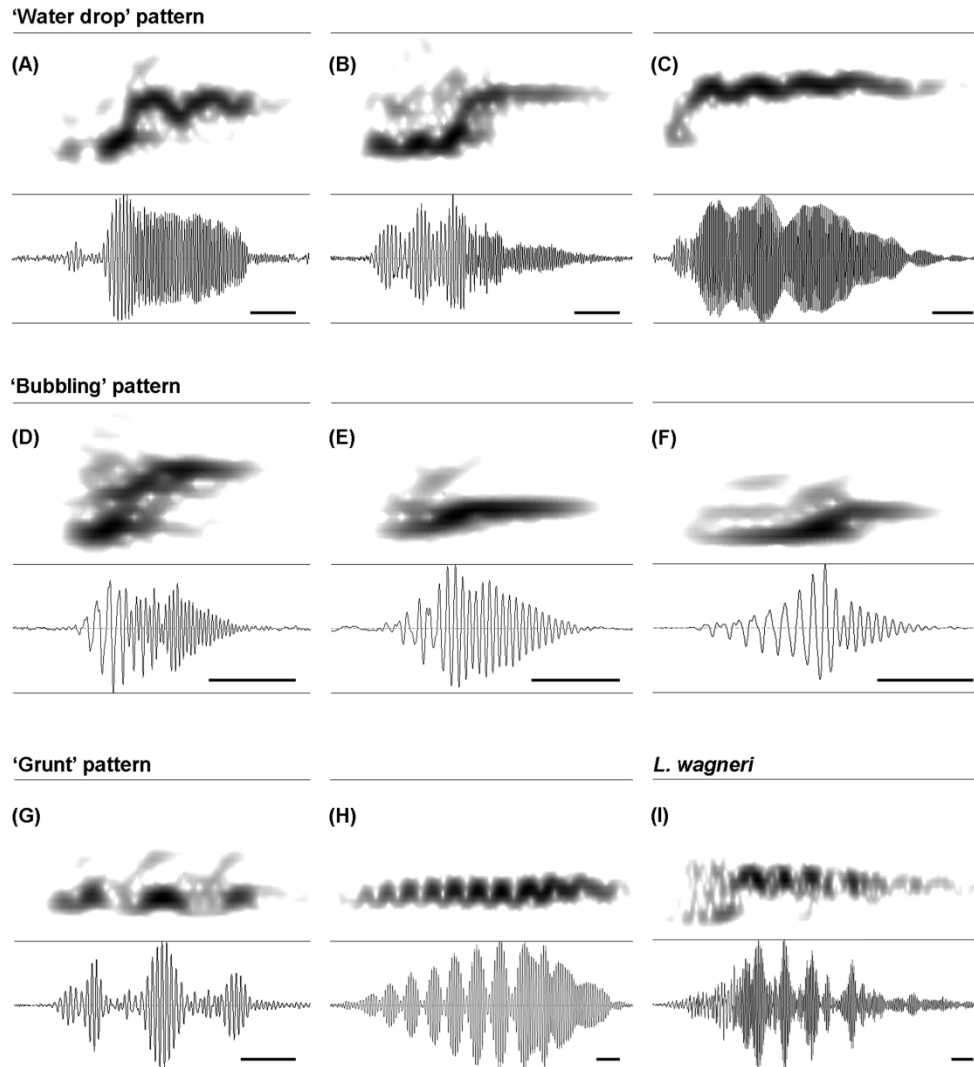 ‘Water drop’ pattern
(A)
(B)
(C)
‘Bubbling’ pattern
(D)
(E)
(F)
‘Grunt’ pattern
L. wagneri
(G)
(H)
(I)